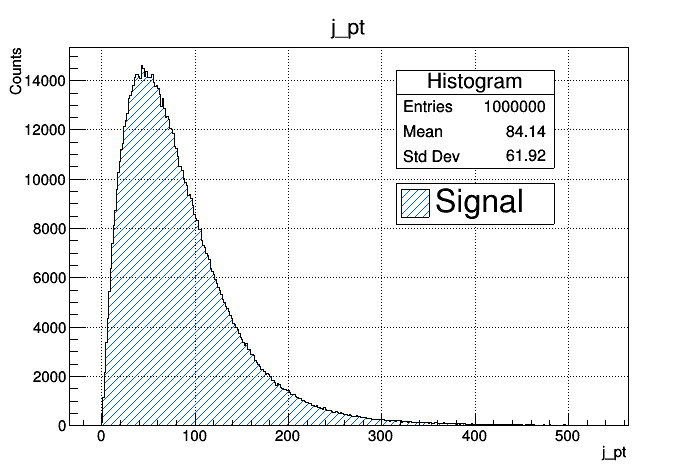 j_pt
Counts
14000
12000
10000
8000
6000
4000
2000
0
Histogram
Entries 1000000
Mean 84.14
Std Dev 61.92
Signal
0 100 200 300 400 500
j_pt